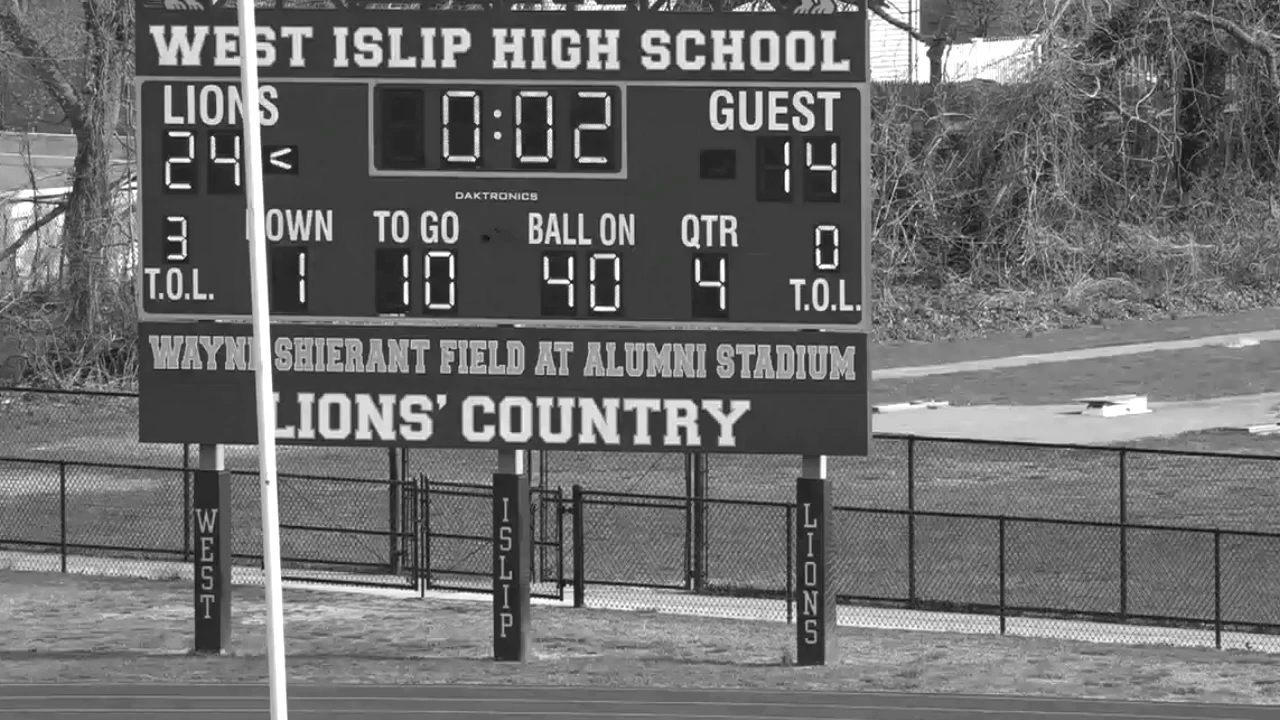 WEST ISLIP HIGH SCHOOL
LIONS 0:02 GUEST
24 < 14
DAKTRONICS
3 DOWN TO GO BALL ON QTR 0
T.O.L. 1 10 40 4 T.O.L.
WAYNE SHIERANT FIELD AT ALUMNI STADIUM
LIONS' COUNTRY
WEST
ISLIP
LIONS